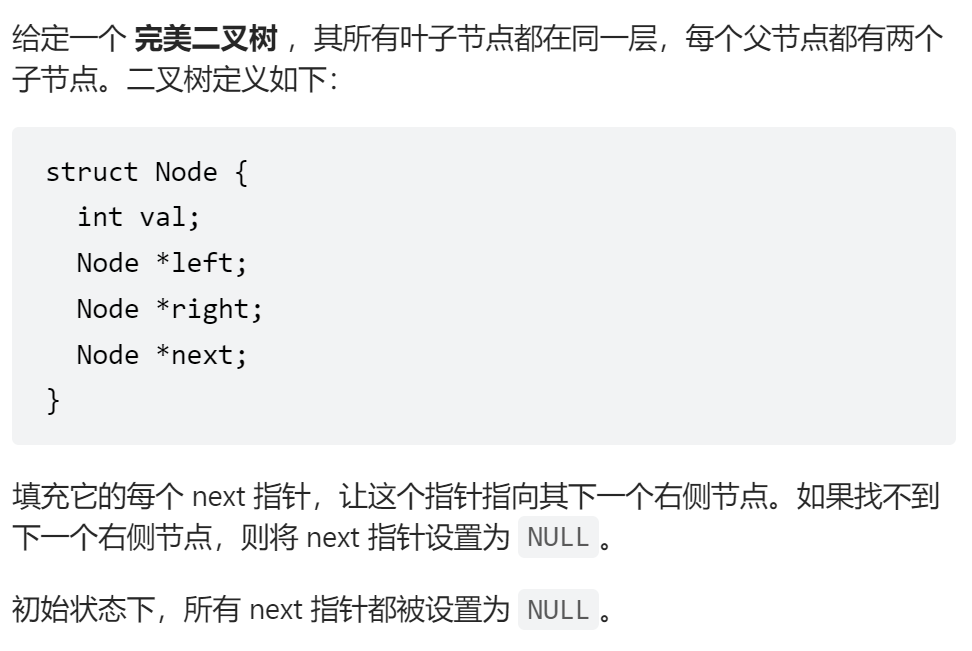 给定一个 完美二叉树 ，其所有叶子节点都在同一层，每个父节点都有两个
子节点。二叉树定义如下：
struct Node {
  int val;
  Node *left;
  Node *right;
  Node *next;
}
填充它的每个 next 指针，让这个指针指向其下一个右侧节点。如果找不到
下一个右侧节点，则将 next 指针设置为 NULL。
初始状态下，所有 next 指针都被设置为 NULL。